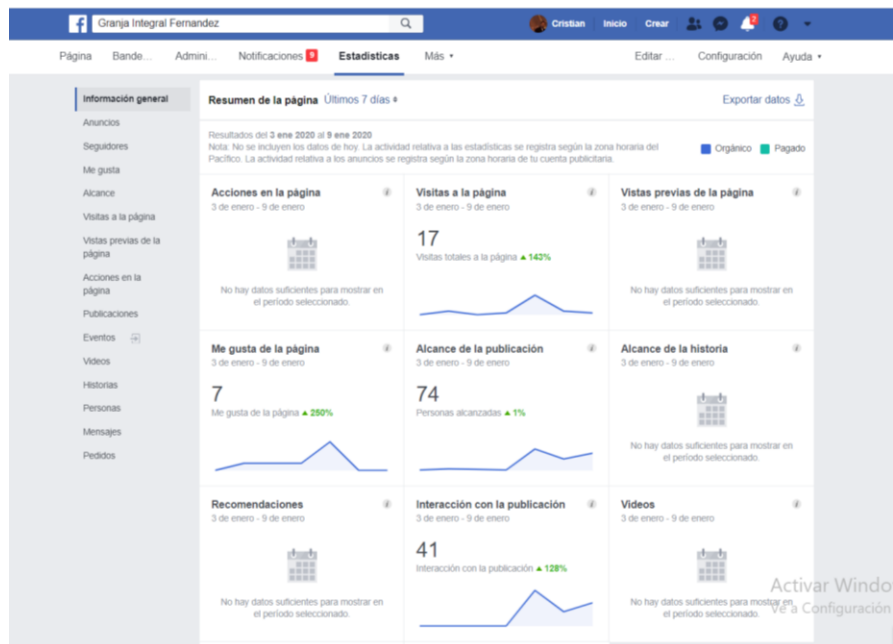 Granja Integral Fernandez
Cristian Inicio Crear
2
Página Bande... Admini... Notificaciones 9 Estadísticas Más Editar ... Configuración Ayuda
Información general
Anuncios
Seguidores
Me gusta
Alcance
Visitas a la página
Vistas previas de la
página
Acciones en la
página
Publicaciones
Eventos
Videos
Historias
Personas
Mensajes
Pedidos
Resumen de la página Últimos 7 días
Exportar datos
Resultados del 3 ene 2020 al 9 ene 2020
Nota: No se incluyen los datos de hoy. La actividad relativa a las estadísticas se registra según la zona horaria del
Pacífico. La actividad relativa a los anuncios se registra según la zona horaria de tu cuenta publicitaria.
Orgánico Pagado
Acciones en la página
3 de enero - 9 de enero
No hay datos suficientes para mostrar en
el período seleccionado.
Visitas a la página
3 de enero - 9 de enero
17
Visitas totales a la página ▲ 143%
Vistas previas de la página
3 de enero - 9 de enero
No hay datos suficientes para mostrar en
el período seleccionado.
Me gusta de la página
3 de enero - 9 de enero
7
Me gusta de la página ▲ 250%
Alcance de la publicación
3 de enero - 9 de enero
74
Personas alcanzadas ▲ 1%
Alcance de la historia
3 de enero - 9 de enero
No hay datos suficientes para mostrar en
el período seleccionado.
Recomendaciones
3 de enero - 9 de enero
No hay datos suficientes para mostrar en
el período seleccionado.
Interacción con la publicación
3 de enero - 9 de enero
41
Interacción con la publicación ▲ 128%
Videos
3 de enero - 9 de enero
No hay datos suficientes para mostrar en
el período seleccionado.
Activar Windo
Ve a Configuración